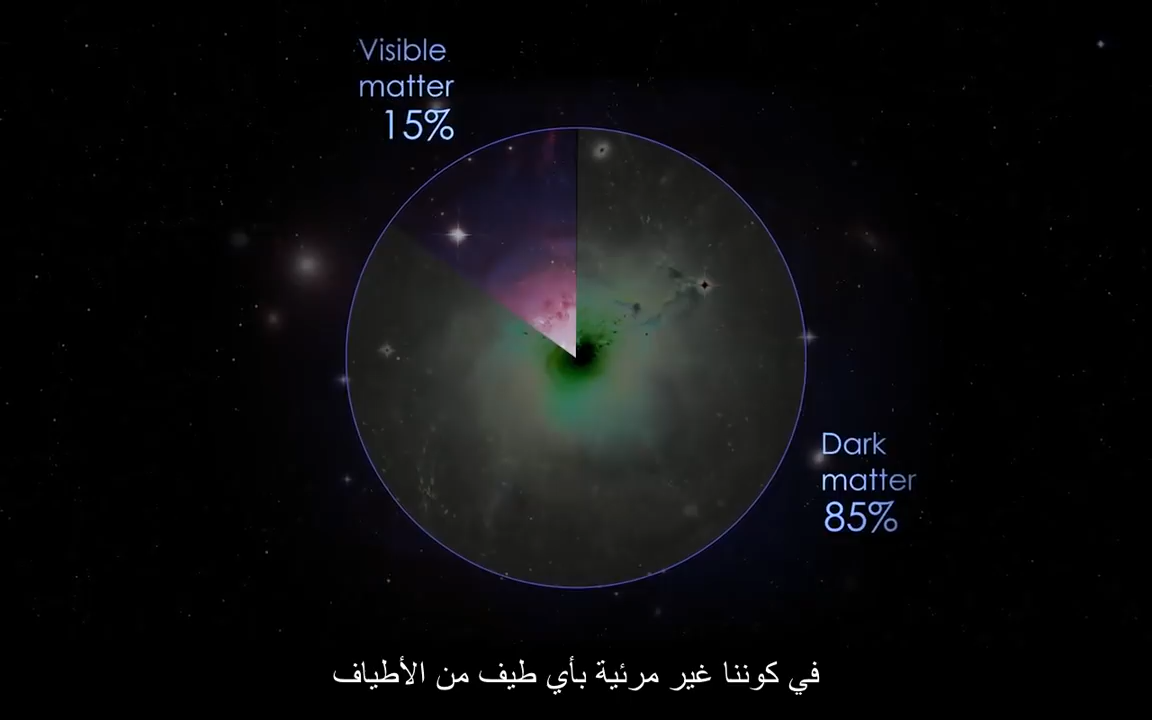 Visible
matter
15%
Dark
matter
85%
في كوننا غير مرئية بأي طيف من الأطياف